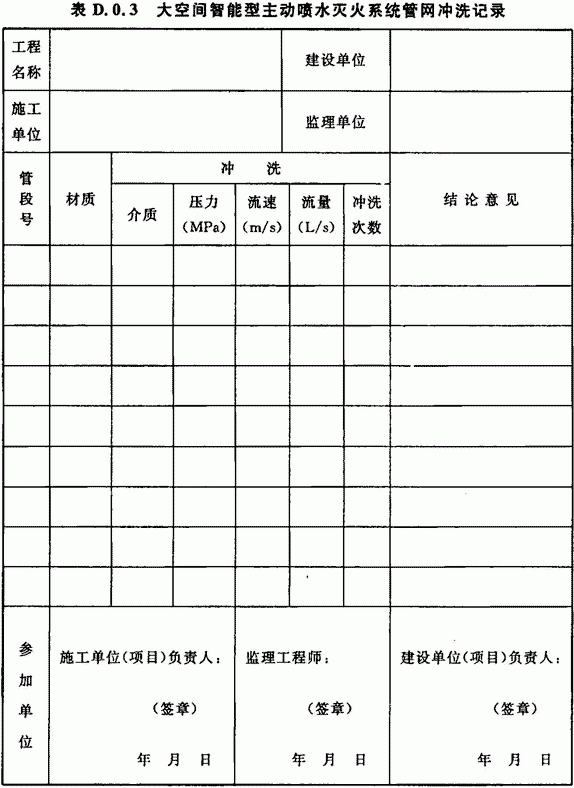 表 D.0.3 大空间智能型主动喷水灭火系统管网冲洗记录
工程
名称
建设单位
施工
单位
监理单位
管
段
号
材质
冲 洗
介质
压力
(MPa)
流速
(m/s)
流量
(L/s)
冲洗
次数
结论意见
参
加
单
位
施工单位(项目)负责人:
(签章)
年 月 日
监理工程师:
(签章)
年 月 日
建设单位(项目)负责人:
(签章)
年 月 日